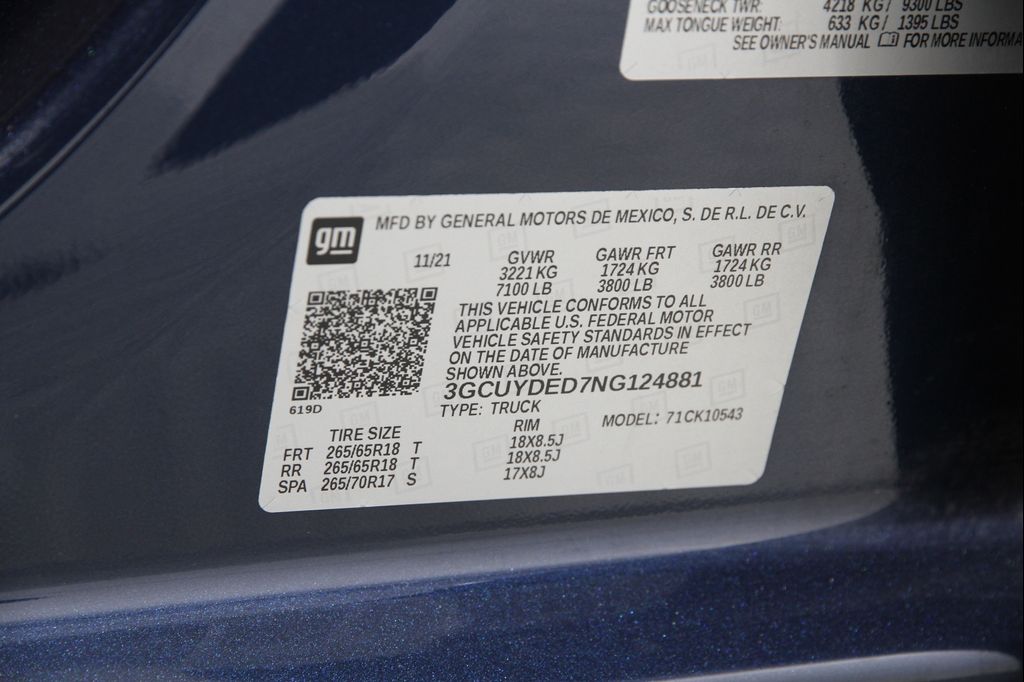 GOOSENECK TWR: 4218 KG / 9300 LBS
MAX TONGUE WEIGHT: 633 KG / 1395 LBS
SEE OWNER'S MANUAL FOR MORE INFORMA
gm
MFD BY GENERAL MOTORS DE MEXICO, S. DE R.L. DE C.V.
11/21 GVWR GAWR FRT GAWR RR
3221 KG 1724 KG 1724 KG
7100 LB 3800 LB 3800 LB
THIS VEHICLE CONFORMS TO ALL
APPLICABLE U.S. FEDERAL MOTOR
VEHICLE SAFETY STANDARDS IN EFFECT
ON THE DATE OF MANUFACTURE
SHOWN ABOVE.
3GCUYDED7NG124881
619D
TYPE: TRUCK
MODEL: 71CK10543
TIRE SIZE RIM
FRT 265/65R18 T 18X8.5J
RR 265/65R18 T 18X8.5J
SPA 265/70R17 S 17X8J